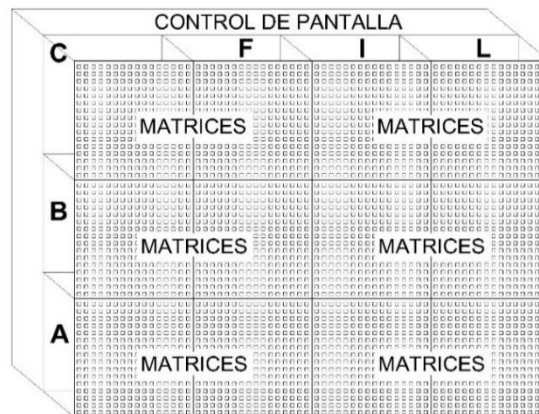 CONTROL DE PANTALLA
C F I L
MATRICES MATRICES
B
MATRICES MATRICES
A
MATRICES MATRICES